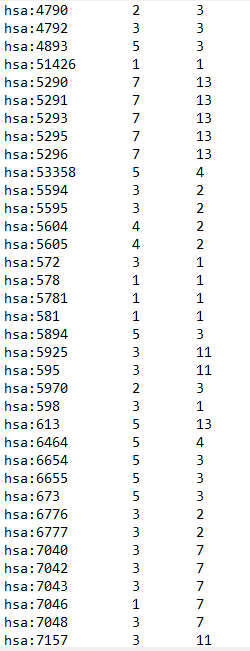 hsa:4790 2 3
hsa:4792 3 3
hsa:4893 5 3
hsa:51426 1 1
hsa:5290 7 13
hsa:5291 7 13
hsa:5293 7 13
hsa:5295 7 13
hsa:5296 7 13
hsa:53358 5 4
hsa:5594 3 2
hsa:5595 3 2
hsa:5604 4 2
hsa:5605 4 2
hsa:572 3 1
hsa:578 1 1
hsa:5781 1 1
hsa:581 1 1
hsa:5894 5 3
hsa:5925 3 11
hsa:595 3 11
hsa:5970 2 3
hsa:598 3 1
hsa:613 5 13
hsa:6464 5 4
hsa:6654 5 3
hsa:6655 5 3
hsa:673 5 3
hsa:6776 3 2
hsa:6777 3 2
hsa:7040 3 7
hsa:7042 3 7
hsa:7043 3 7
hsa:7046 1 7
hsa:7048 3 7
hsa:7157 3 11